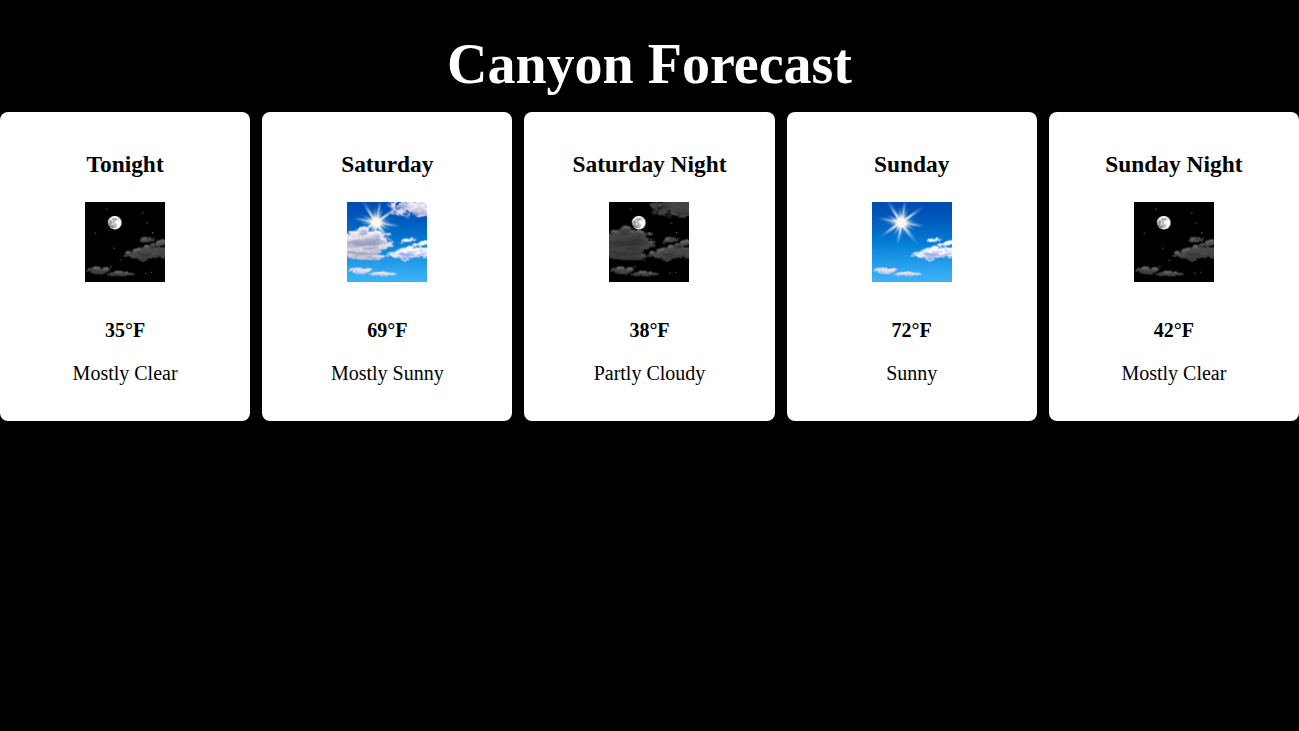 Canyon Forecast
Tonight
35°F
Mostly Clear
Saturday
69°F
Mostly Sunny
Saturday Night
38°F
Partly Cloudy
Sunday
72°F
Sunny
Sunday Night
42°F
Mostly Clear